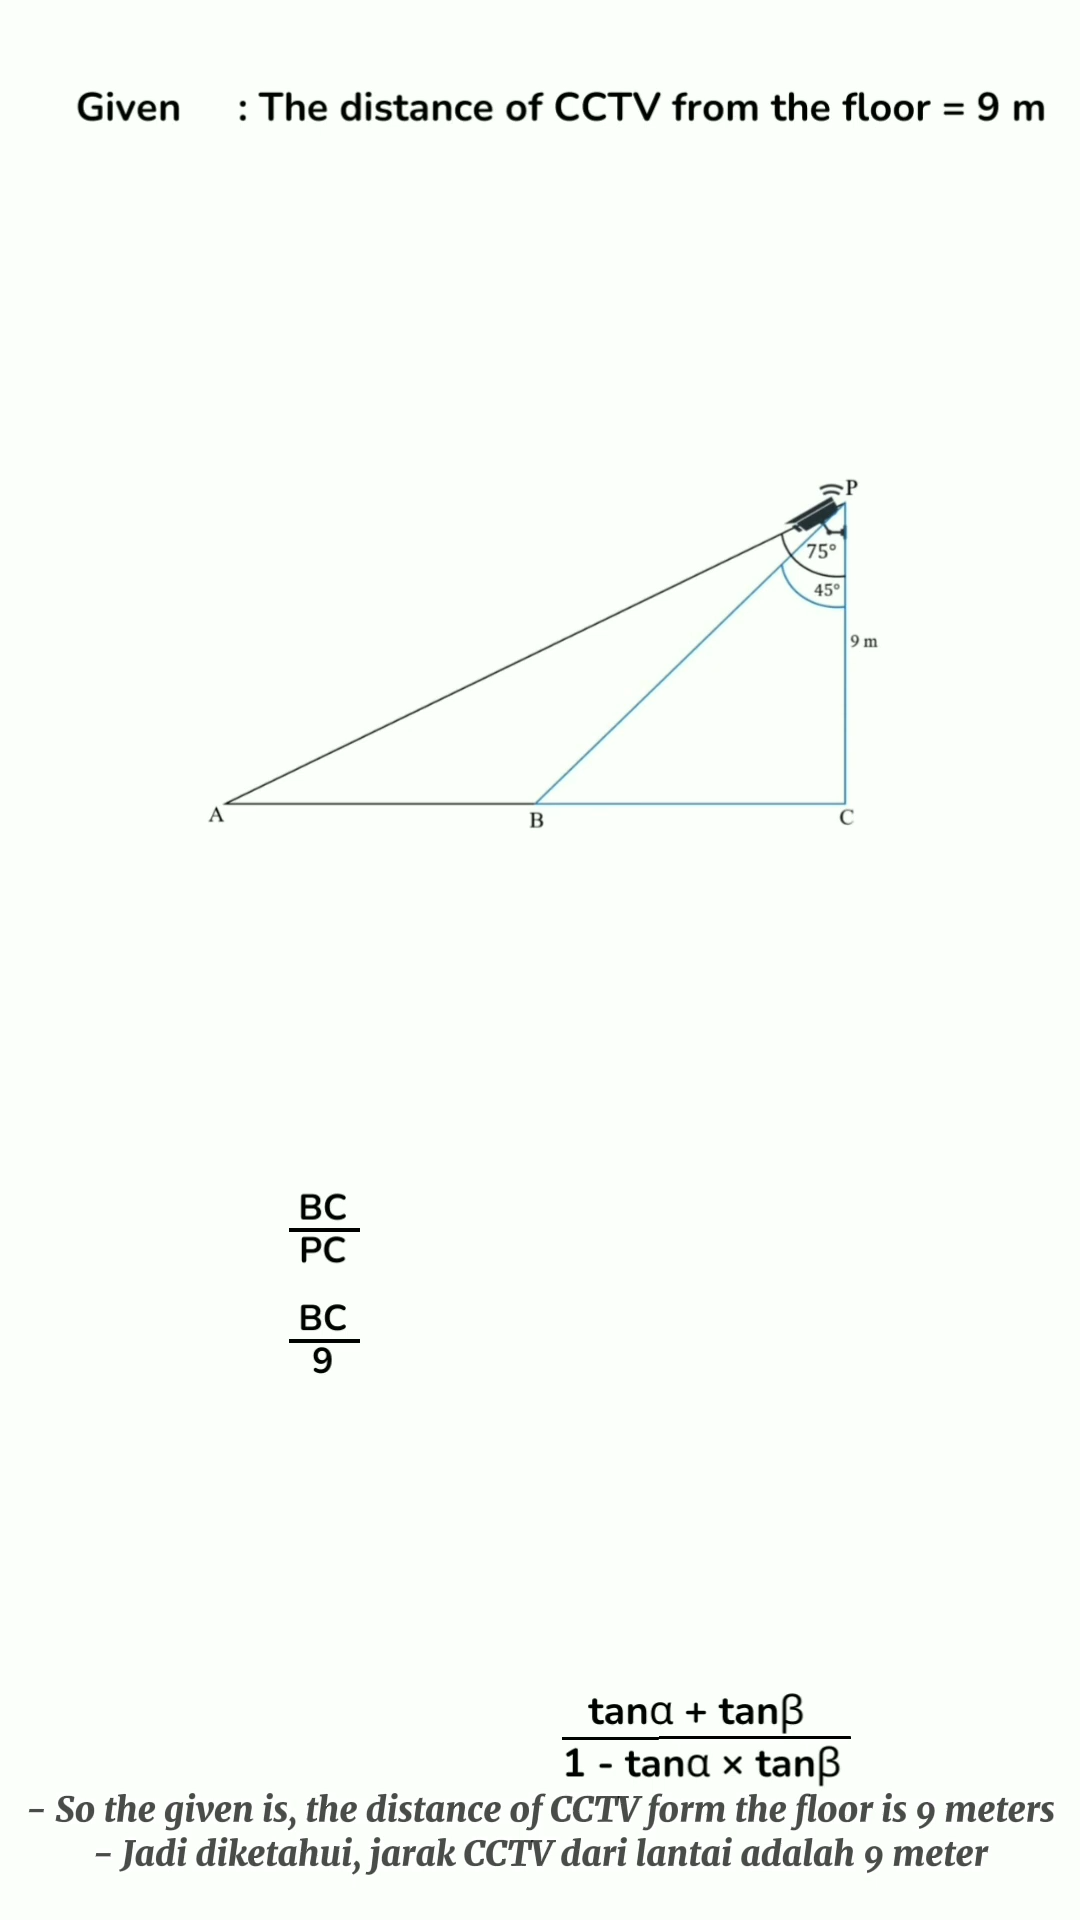 Given : The distance of CCTV from the floor = 9 m
P
75°
45°
9 m
A
B
C
BC
PC
BC
9
tanα + tanβ
1 - tanα × tanβ
- So the given is, the distance of CCTV form the floor is 9 meters
- Jadi diketahui, jarak CCTV dari lantai adalah 9 meter